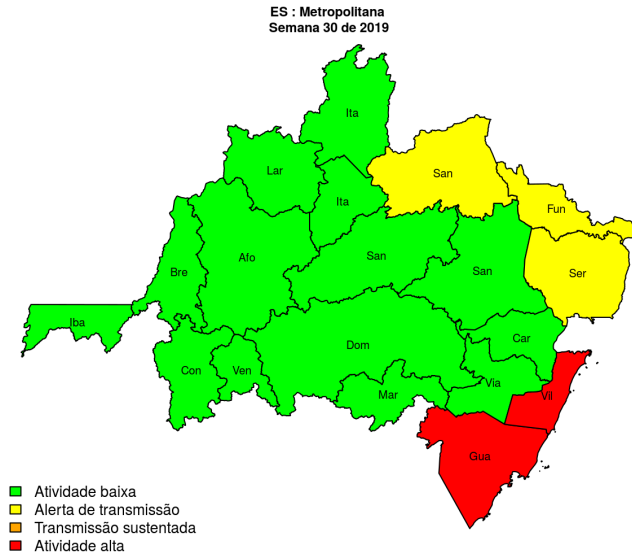 ES : Metropolitana
Semana 30 de 2019
Ita
Lar
San
Ita
Fun
Afo
San
San
Bre
Ser
Iba
Dom
Car
Con
Ven
Via
Mar
Vil
Gua
Atividade baixa
Alerta de transmissão
Transmissão sustentada
Atividade alta